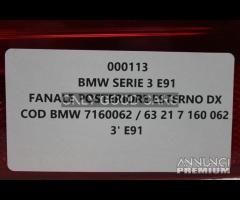 000113
BMW SERIE 3 E91
FANALE POSTERIORE ESTERNO DX
COD BMW 7160062 / 63 21 7 160 062
3' E91
ANNUNCI
PREMIUM